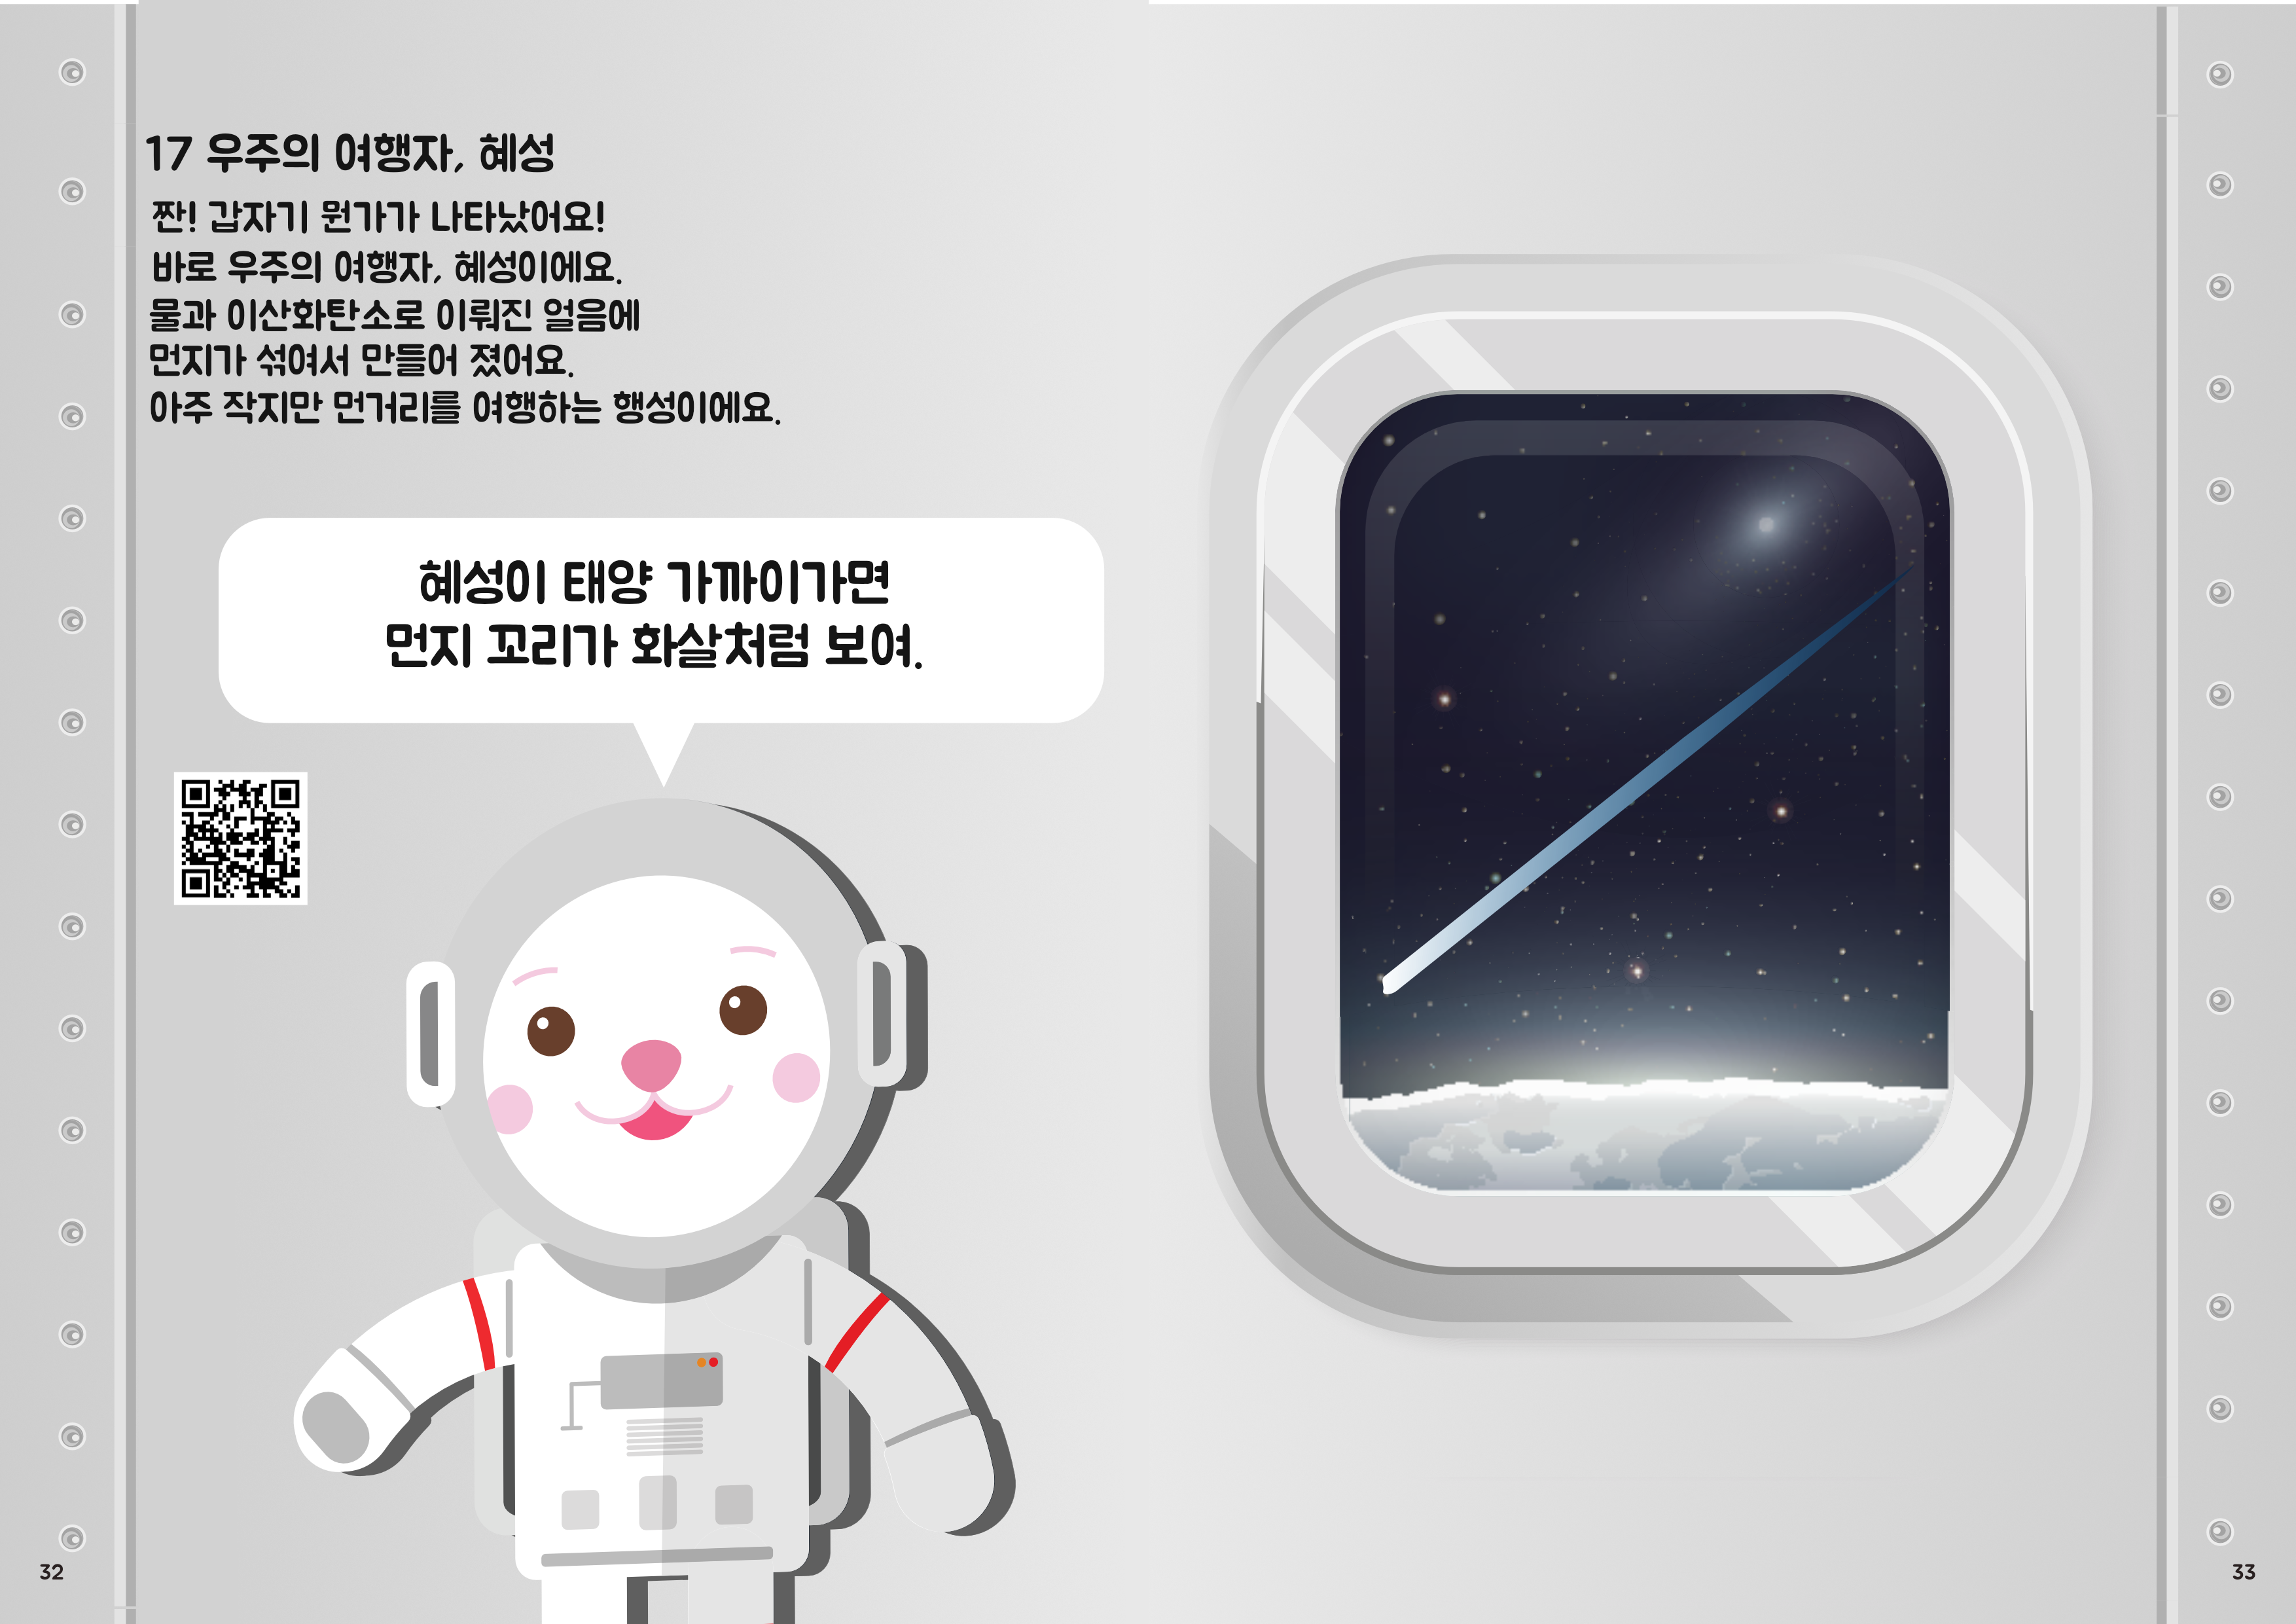 17 우주의 여행자, 혜성
짠! 갑자기 뭔가가 나타났어요!
바로 우주의 여행자, 혜성이에요.
물과 이산화탄소로 이뤄진 얼음에
먼지가 섞여서 만들어 졌어요.
아주 작지만 먼거리를 여행하는 행성이에요.
혜성이 태양 가까이가면
먼지 꼬리가 화살처럼 보여.
32
33